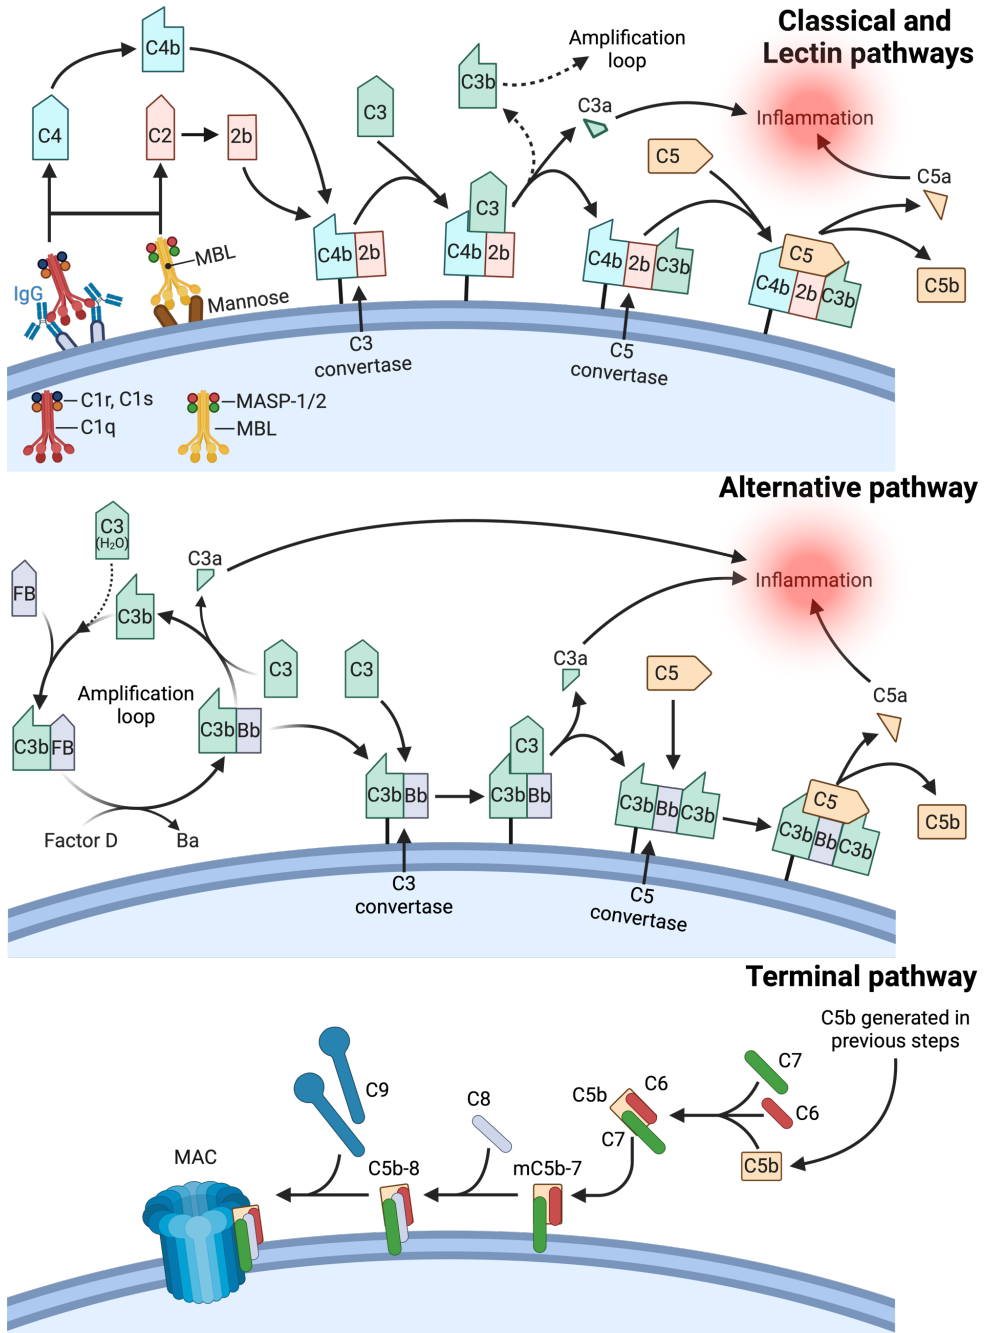 Classical and
Lectin pathways
C4b
Amplification
loop
C3b
C3
C3a
Inflammation
C4
C2
2b
C5
C5a
C3
C4b
2b
C4b
2b
C4b
2b
C3b
C5
C4b
2b
C3b
C5b
MBL
IgG
Mannose
C3
convertase
C5
convertase
C1r, C1s
C1q
MASP-1/2
MBL
Alternative pathway
C3
(H₂O)
C3a
FB
C3b
Inflammation
C3
C3
C3a
C5
Amplification
loop
C5a
C3b
FB
C3b
Bb
C3
C3b
Bb
C3b
Bb
C3b
Bb
C3b
C5
C3b
Bb
C3b
C5b
Factor D
Ba
C3
convertase
C5
convertase
Terminal pathway
C5b generated in
previous steps
C7
C9
C8
C5b
C6
C6
C7
C5b
MAC
C5b-8
mC5b-7